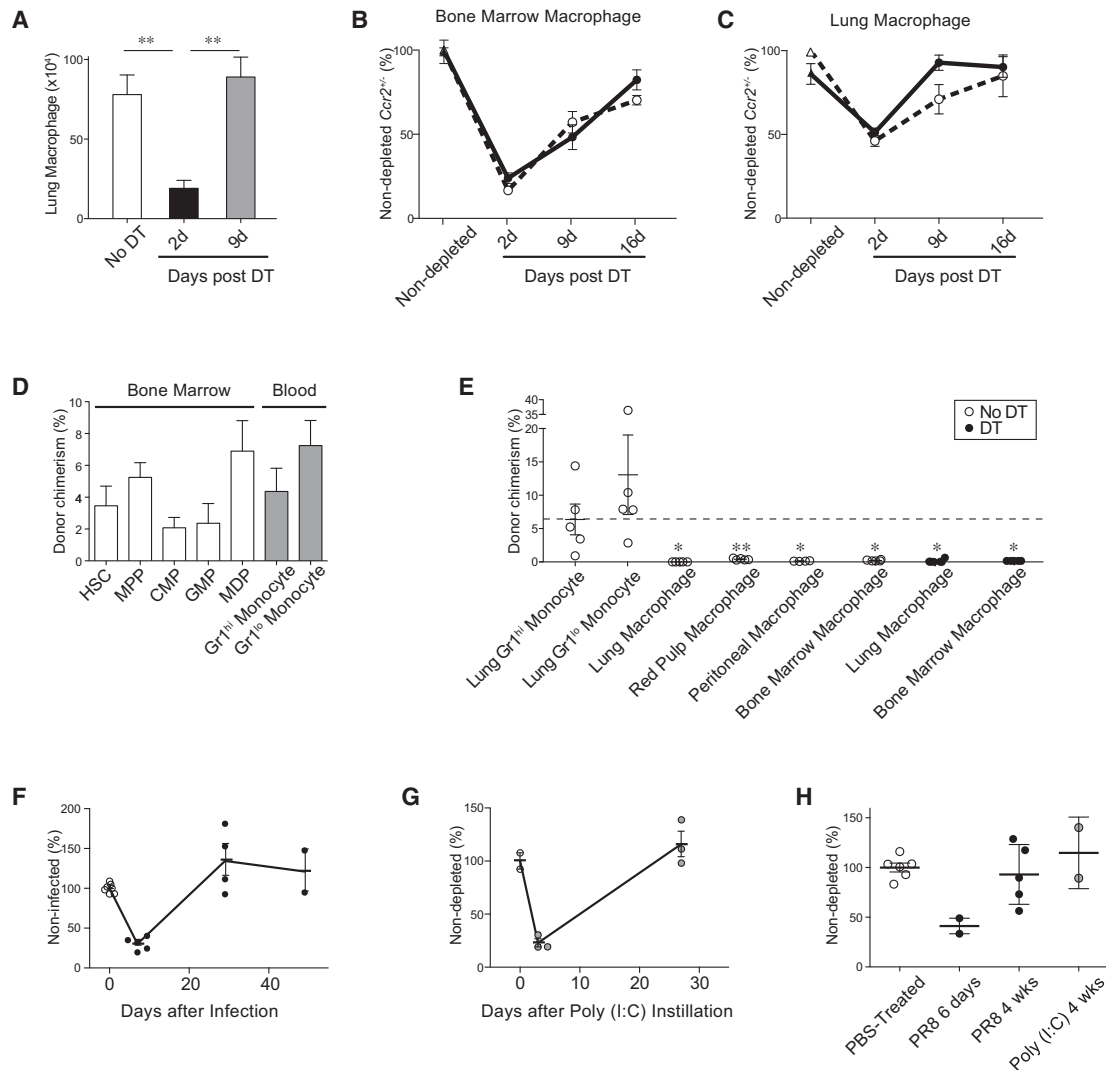 A
Lung Macrophage (x10⁴)
100
50
0
** **
No DT 2d 9d
Days post DT
B
Bone Marrow Macrophage
Non-depleted Ccr2⁺/⁻ (%)
100
50
0
Non-depleted 2d 9d 16d
Days post DT
C
Lung Macrophage
Non-depleted Ccr2⁺/⁻ (%)
100
50
0
Non-depleted 2d 9d 16d
Days post DT
D
Bone Marrow Blood
Donor chimerism (%)
10
8
6
4
2
0
HSC MPP CMP GMP MDP Gr1ʰⁱ Monocyte Gr1ˡᵒ Monocyte
E
Donor chimerism (%)
40
35
20
15
10
5
0
No DT
DT
* ** * * * *
Lung Gr1ʰⁱ Monocyte
Lung Gr1ˡᵒ Monocyte
Lung Macrophage
Red Pulp Macrophage
Peritoneal Macrophage
Bone Marrow Macrophage
Lung Macrophage
Bone Marrow Macrophage
F
Non-infected (%)
200
150
100
50
0
0 20 40
Days after Infection
G
Non-depleted (%)
150
100
50
0
0 10 20 30
Days after Poly (I:C) Instillation
H
Non-depleted (%)
150
100
50
0
PBS-Treated
PR8 6 days
PR8 4 wks
Poly (I:C) 4 wks